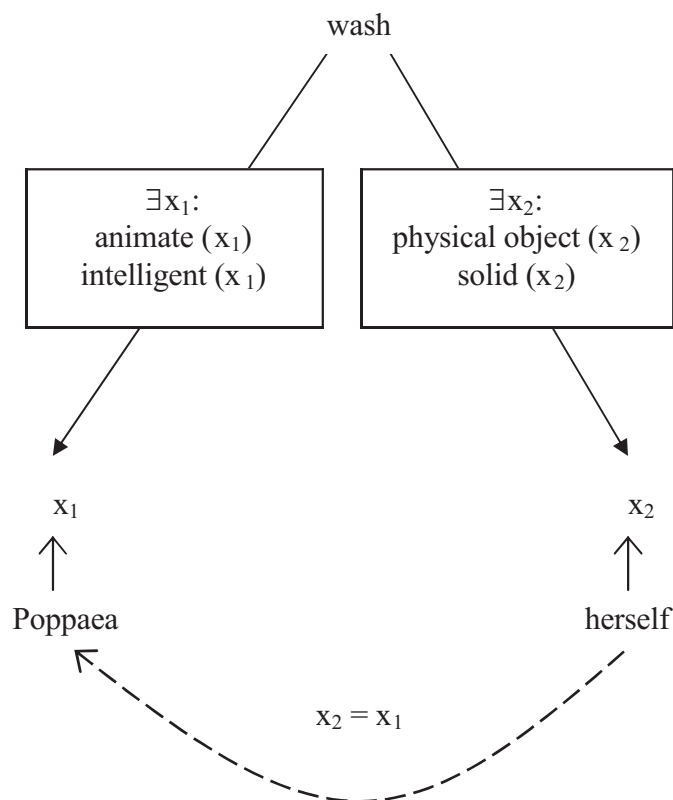 wash
∃x₁:
animate (x₁)
intelligent (x₁)
∃x₂:
physical object (x₂)
solid (x₂)
x₁
x₂
Poppaea
herself
x₂ = x₁